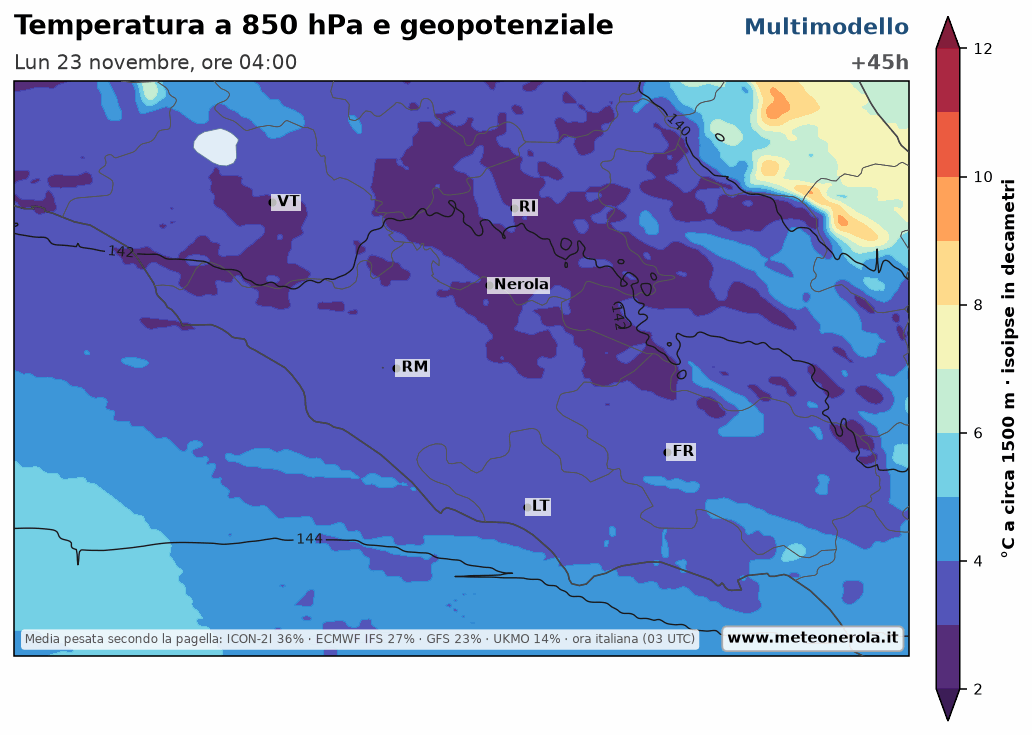 Temperatura a 850 hPa e geopotenziale
Multimodello
Lun 23 novembre, ore 04:00
+45h
140
VT
RI
142
Nerola
142
RM
FR
LT
144
Media pesata secondo la pagella: ICON-2I 36% · ECMWF IFS 27% · GFS 23% · UKMO 14% · ora italiana (03 UTC)
www.meteonerola.it
12
10
8
6
4
2
°C a circa 1500 m · isoipse in decametri